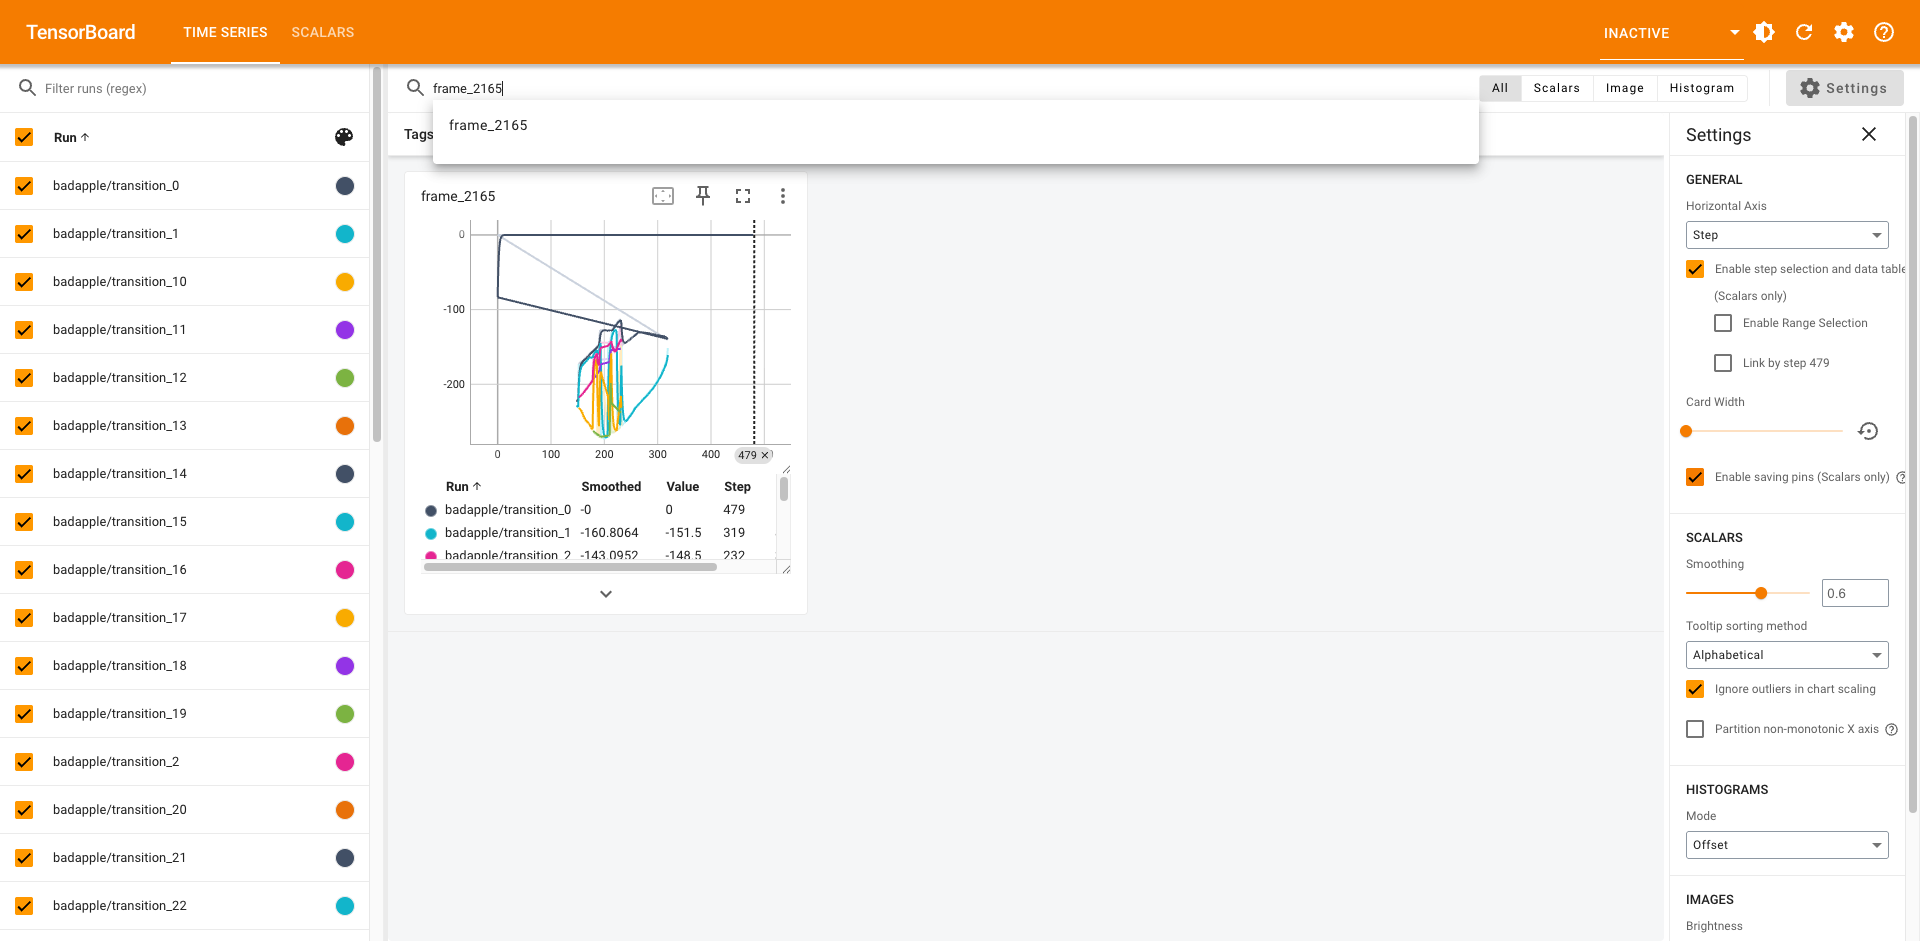 TensorBoard TIME SERIES SCALARS INACTIVE
Filter runs (regex)
frame_2165
All Scalars Image Histogram Settings
frame_2165
Run
Tags
Settings
badapple/transition_0
badapple/transition_1
badapple/transition_10
badapple/transition_11
badapple/transition_12
badapple/transition_13
badapple/transition_14
badapple/transition_15
badapple/transition_16
badapple/transition_17
badapple/transition_18
badapple/transition_19
badapple/transition_2
badapple/transition_20
badapple/transition_21
badapple/transition_22
frame_2165
0
-100
-200
0 100 200 300 400 479
Run Smoothed Value Step
badapple/transition_0 -0 0 479
badapple/transition_1 -160.8064 -151.5 319
badapple/transition_2 -143.0952 -148.5 232
GENERAL
Horizontal Axis
Step
Enable step selection and data table
(Scalars only)
Enable Range Selection
Link by step 479
Card Width
Enable saving pins (Scalars only)
SCALARS
Smoothing
0.6
Tooltip sorting method
Alphabetical
Ignore outliers in chart scaling
Partition non-monotonic X axis
HISTOGRAMS
Mode
Offset
IMAGES
Brightness